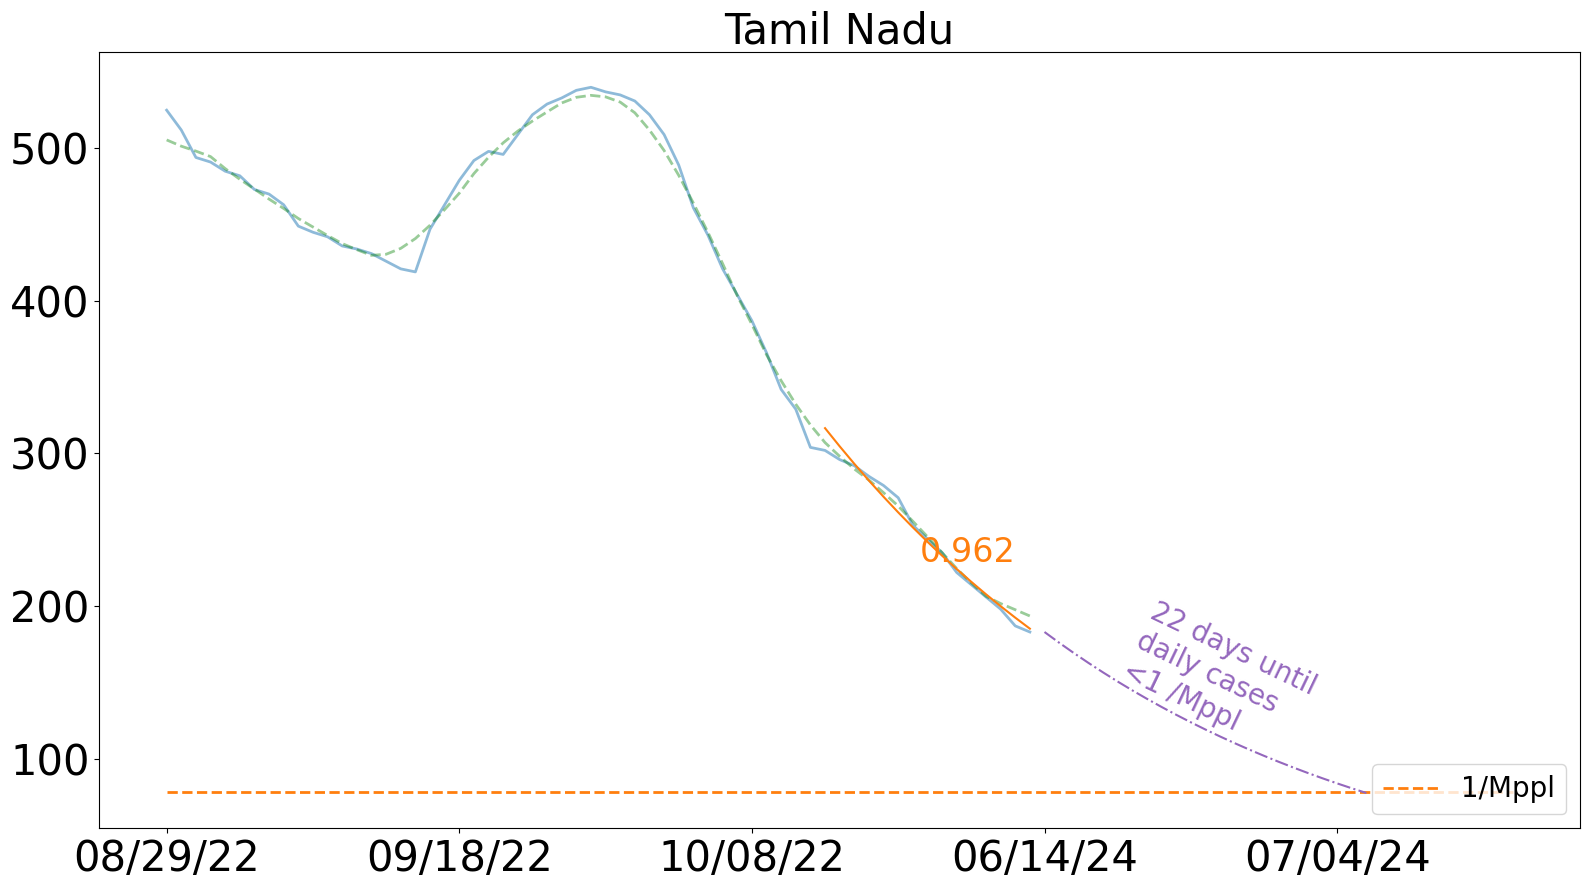 Tamil Nadu
500
400
300
200
100
0.962
22 days until
daily cases
<1 /Mppl
1/Mppl
08/29/22
09/18/22
10/08/22
06/14/24
07/04/24